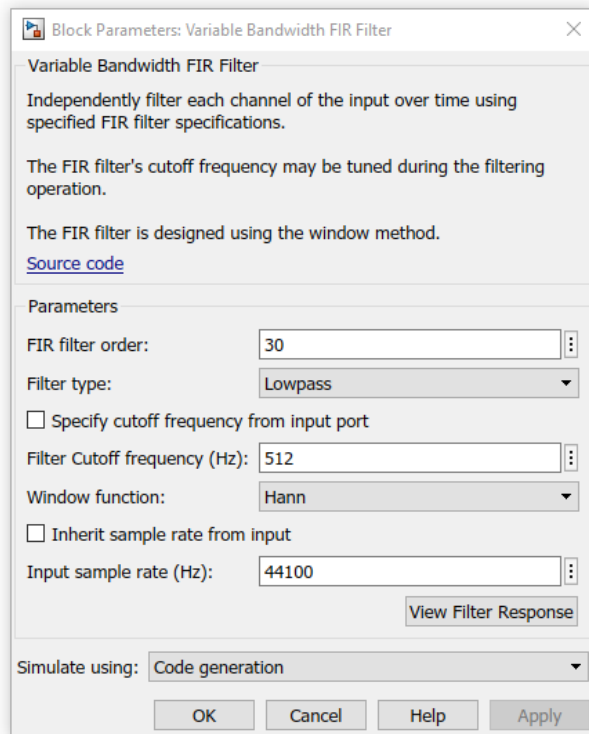 Block Parameters: Variable Bandwidth FIR Filter
Variable Bandwidth FIR Filter
Independently filter each channel of the input over time using
specified FIR filter specifications.
The FIR filter's cutoff frequency may be tuned during the filtering
operation.
The FIR filter is designed using the window method.
Source code
Parameters
FIR filter order: 30
Filter type: Lowpass
Specify cutoff frequency from input port
Filter Cutoff frequency (Hz): 512
Window function: Hann
Inherit sample rate from input
Input sample rate (Hz): 44100
View Filter Response
Simulate using: Code generation
OK Cancel Help Apply